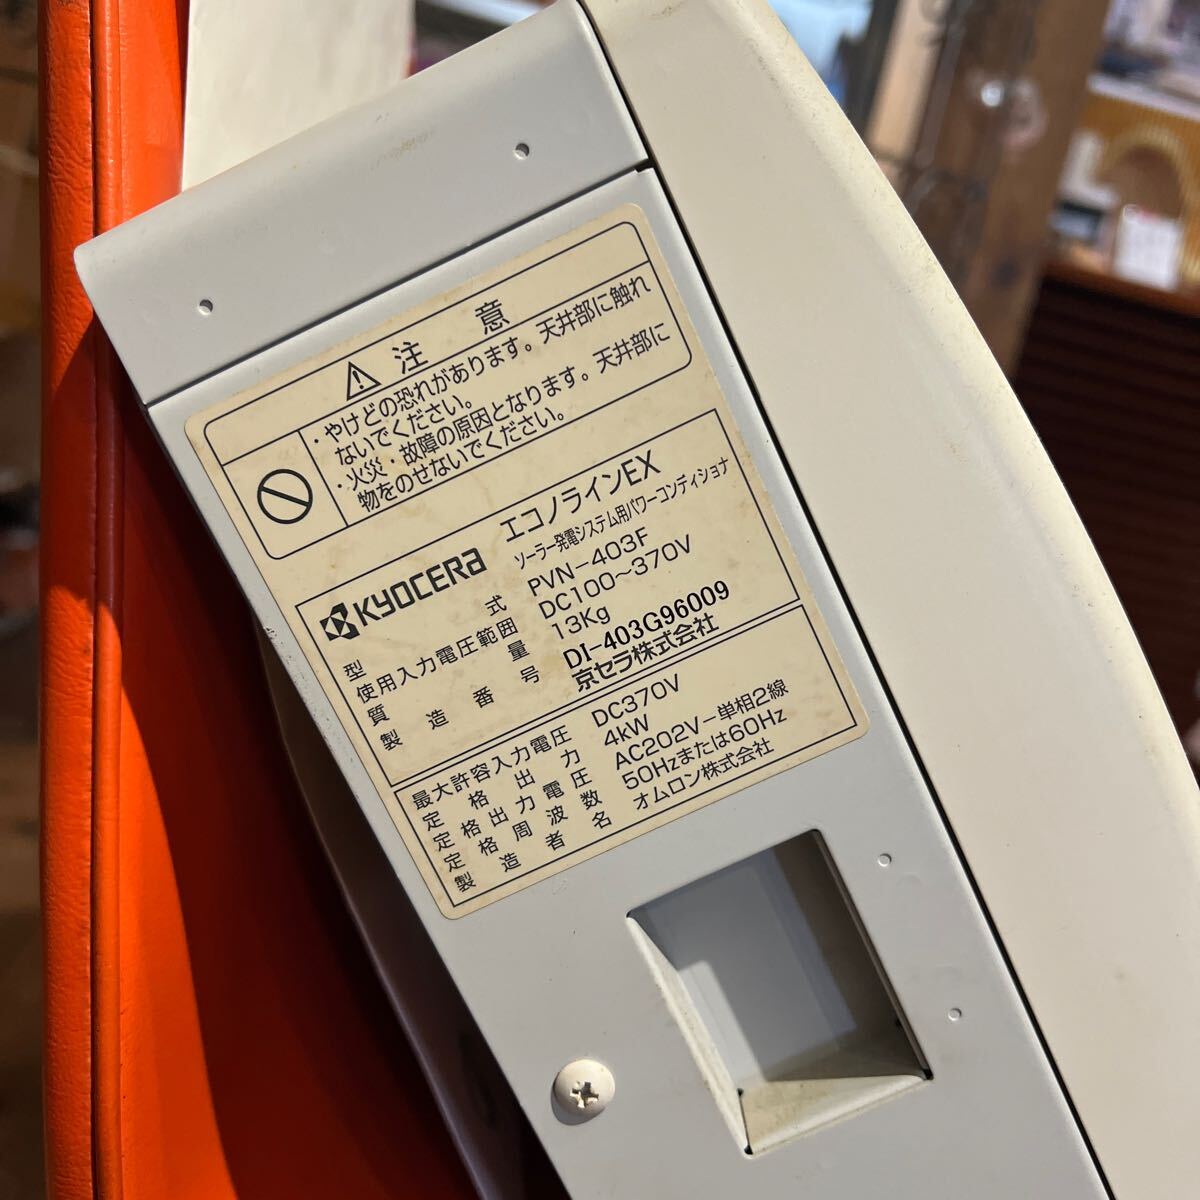 ⚠ 注 意
・やけどの恐れがあります。天井部に触れ
ないでください。
・火災・故障の原因となります。天井部に
物をのせないでください。
KYOCERA エコノラインEX
ソーラー発電システム用パワーコンディショナ
型式 PVN-403F
使用入力電圧範囲 DC100～370V
質量 13Kg
製造番号 DI-403G96009
京セラ株式会社
最大許容入力電圧 DC370V
定格出力 4kW
定格出力電圧 AC202V-単相2線
定格周波数 50Hzまたは60Hz
製造者名 オムロン株式会社